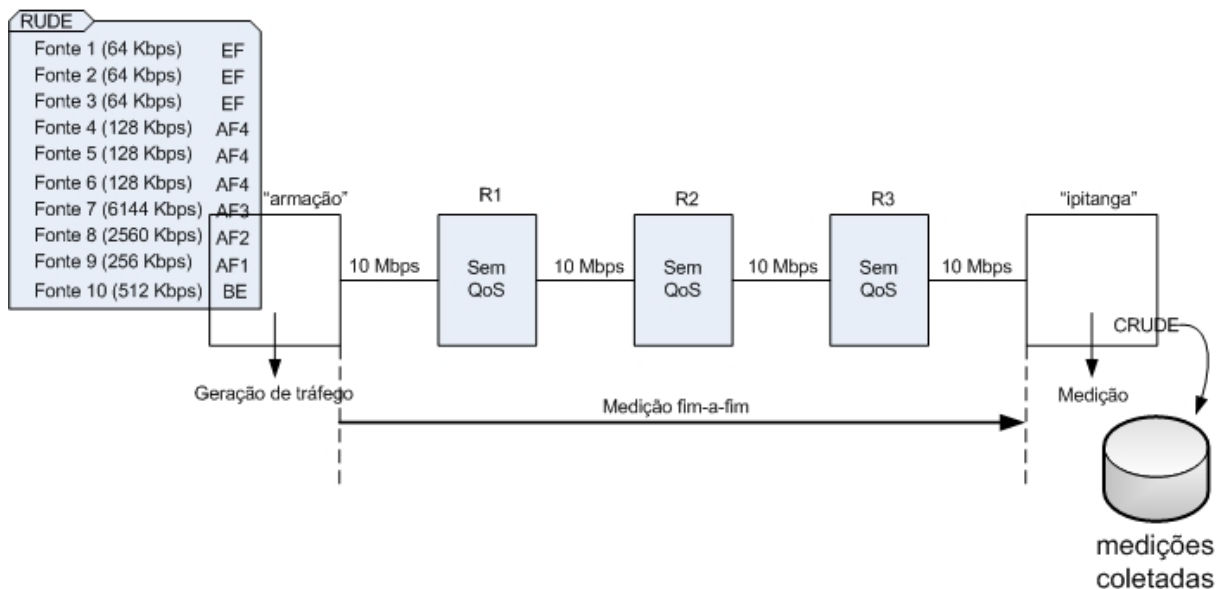 RUDE
Fonte 1 (64 Kbps) EF
Fonte 2 (64 Kbps) EF
Fonte 3 (64 Kbps) EF
Fonte 4 (128 Kbps) AF4
Fonte 5 (128 Kbps) AF4
Fonte 6 (128 Kbps) AF4
Fonte 7 (6144 Kbps) AF3
Fonte 8 (2560 Kbps) AF2
Fonte 9 (256 Kbps) AF1
Fonte 10 (512 Kbps) BE
"armação"
R1
R2
R3
"ipitanga"
10 Mbps
Sem
QoS
10 Mbps
Sem
QoS
10 Mbps
Sem
QoS
10 Mbps
CRUDE
Geração de tráfego
Medição fim-a-fim
Medição
medições
coletadas